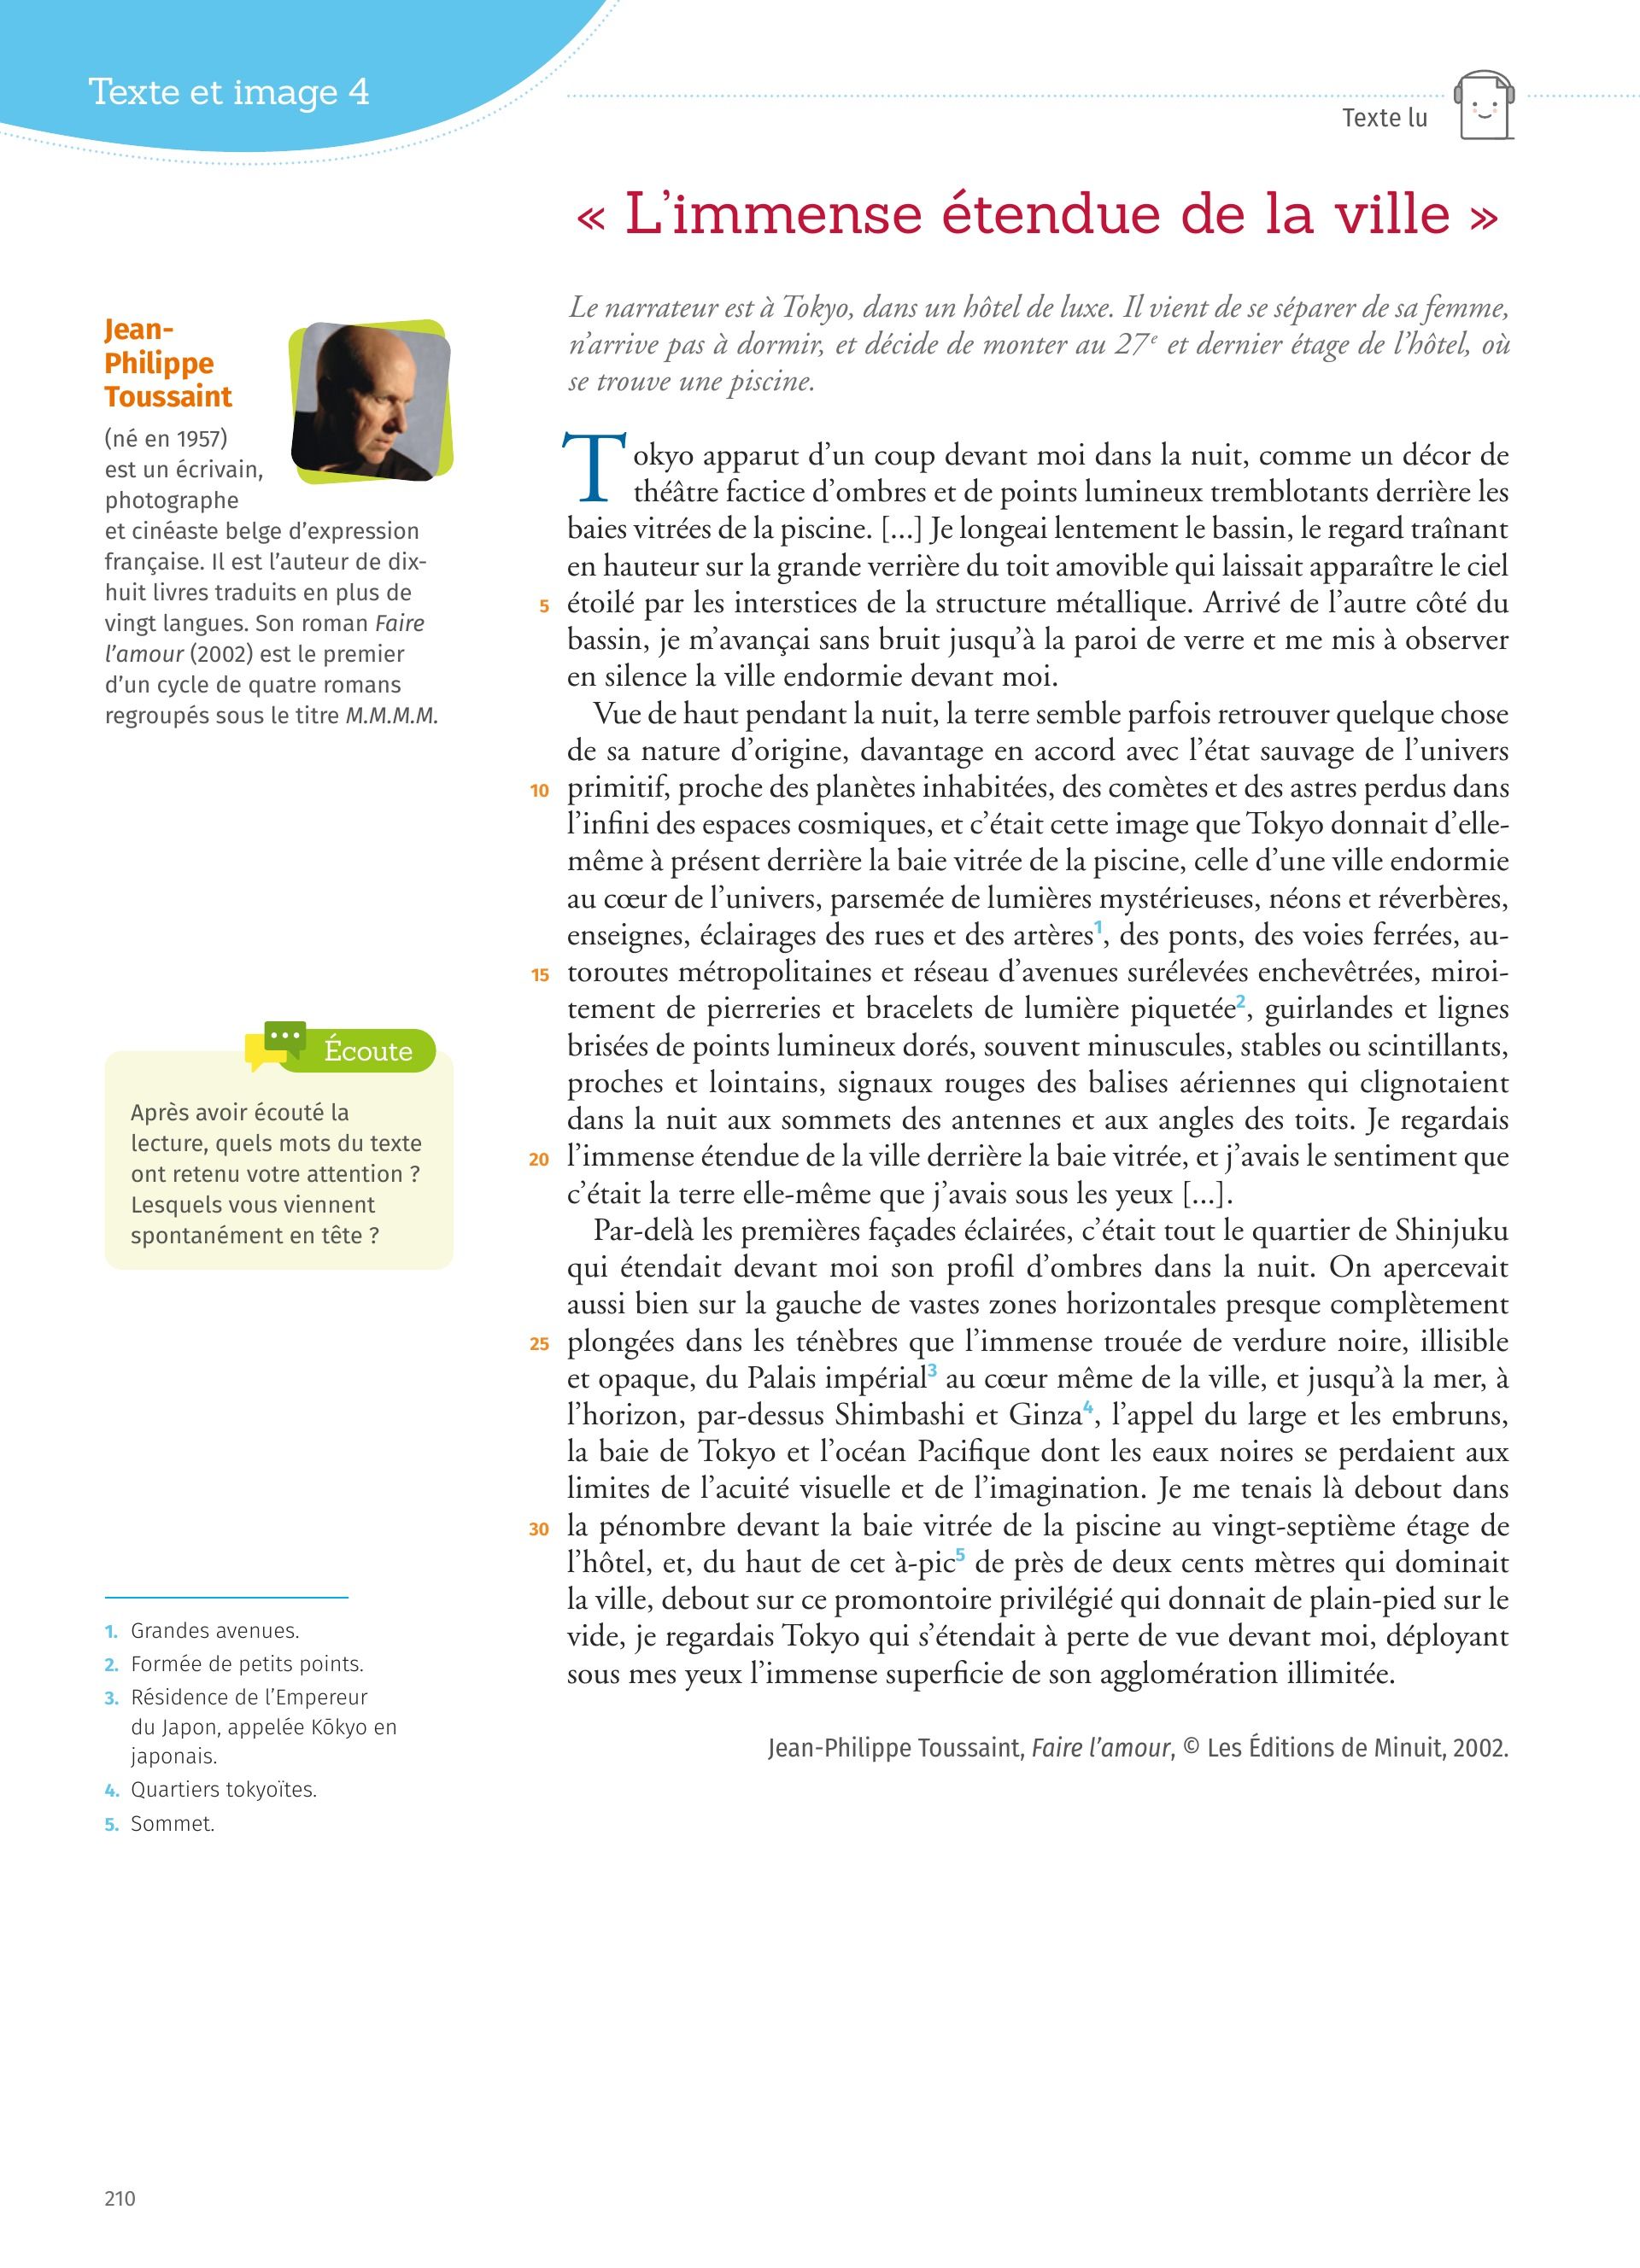 Texte et image 4
Texte lu
« L’immense étendue de la ville »
Le narrateur est à Tokyo, dans un hôtel de luxe. Il vient de se séparer de sa femme,
n’arrive pas à dormir, et décide de monter au 27e et dernier étage de l’hôtel, où
se trouve une piscine.
Jean-
Philippe
Toussaint
(né en 1957)
est un écrivain,
photographe
et cinéaste belge d’expression
française. Il est l’auteur de dix-
huit livres traduits en plus de
vingt langues. Son roman Faire
l’amour (2002) est le premier
d’un cycle de quatre romans
regroupés sous le titre M.M.M.M.
Tokyo apparut d’un coup devant moi dans la nuit, comme un décor de
théâtre factice d’ombres et de points lumineux tremblotants derrière les
baies vitrées de la piscine. [...] Je longeai lentement le bassin, le regard traînant
en hauteur sur la grande verrière du toit amovible qui laissait apparaître le ciel
5 étoilé par les interstices de la structure métallique. Arrivé de l’autre côté du
bassin, je m’avançai sans bruit jusqu’à la paroi de verre et me mis à observer
en silence la ville endormie devant moi.
Vue de haut pendant la nuit, la terre semble parfois retrouver quelque chose
de sa nature d’origine, davantage en accord avec l’état sauvage de l’univers
10 primitif, proche des planètes inhabitées, des comètes et des astres perdus dans
l’infini des espaces cosmiques, et c’était cette image que Tokyo donnait d’elle-
même à présent derrière la baie vitrée de la piscine, celle d’une ville endormie
au cœur de l’univers, parsemée de lumières mystérieuses, néons et réverbères,
enseignes, éclairages des rues et des artères1, des ponts, des voies ferrées, au-
15 toroutes métropolitaines et réseau d’avenues surélevées enchevêtrées, miroi-
tement de pierreries et bracelets de lumière piquetée2, guirlandes et lignes
brisées de points lumineux dorés, souvent minuscules, stables ou scintillants,
proches et lointains, signaux rouges des balises aériennes qui clignotaient
dans la nuit aux sommets des antennes et aux angles des toits. Je regardais
20 l’immense étendue de la ville derrière la baie vitrée, et j’avais le sentiment que
c’était la terre elle-même que j’avais sous les yeux [...].
Par-delà les premières façades éclairées, c’était tout le quartier de Shinjuku
qui étendait devant moi son profil d’ombres dans la nuit. On apercevait
aussi bien sur la gauche de vastes zones horizontales presque complètement
25 plongées dans les ténèbres que l’immense trouée de verdure noire, illisible
et opaque, du Palais impérial3 au cœur même de la ville, et jusqu’à la mer, à
l’horizon, par-dessus Shimbashi et Ginza4, l’appel du large et les embruns,
la baie de Tokyo et l’océan Pacifique dont les eaux noires se perdaient aux
limites de l’acuité visuelle et de l’imagination. Je me tenais là debout dans
30 la pénombre devant la baie vitrée de la piscine au vingt-septième étage de
l’hôtel, et, du haut de cet à-pic5 de près de deux cents mètres qui dominait
la ville, debout sur ce promontoire privilégié qui donnait de plain-pied sur le
vide, je regardais Tokyo qui s’étendait à perte de vue devant moi, déployant
sous mes yeux l’immense superficie de son agglomération illimitée.
Jean-Philippe Toussaint, Faire l’amour, © Les Éditions de Minuit, 2002.
Écoute
Après avoir écouté la
lecture, quels mots du texte
ont retenu votre attention ?
Lesquels vous viennent
spontanément en tête ?
1. Grandes avenues.
2. Formée de petits points.
3. Résidence de l’Empereur
du Japon, appelée Kōkyo en
japonais.
4. Quartiers tokyoïtes.
5. Sommet.
210